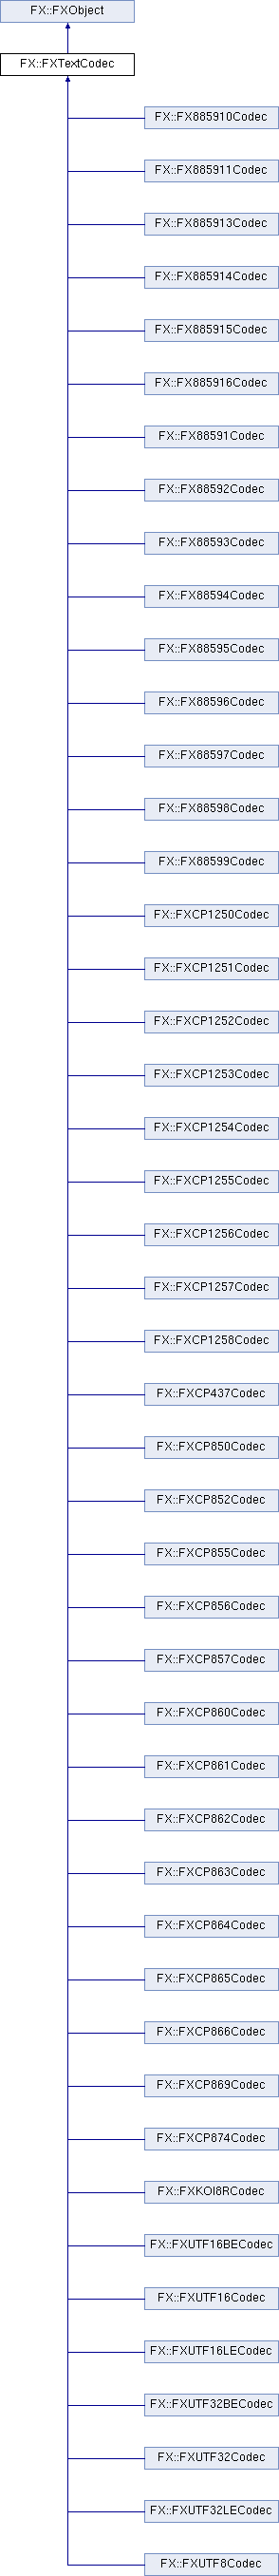 FX::FXObject
FX::FXTextCodec
FX::FX885910Codec
FX::FX885911Codec
FX::FX885913Codec
FX::FX885914Codec
FX::FX885915Codec
FX::FX885916Codec
FX::FX88591Codec
FX::FX88592Codec
FX::FX88593Codec
FX::FX88594Codec
FX::FX88595Codec
FX::FX88596Codec
FX::FX88597Codec
FX::FX88598Codec
FX::FX88599Codec
FX::FXCP1250Codec
FX::FXCP1251Codec
FX::FXCP1252Codec
FX::FXCP1253Codec
FX::FXCP1254Codec
FX::FXCP1255Codec
FX::FXCP1256Codec
FX::FXCP1257Codec
FX::FXCP1258Codec
FX::FXCP437Codec
FX::FXCP850Codec
FX::FXCP852Codec
FX::FXCP855Codec
FX::FXCP856Codec
FX::FXCP857Codec
FX::FXCP860Codec
FX::FXCP861Codec
FX::FXCP862Codec
FX::FXCP863Codec
FX::FXCP864Codec
FX::FXCP865Codec
FX::FXCP866Codec
FX::FXCP869Codec
FX::FXCP874Codec
FX::FXKOI8RCodec
FX::FXUTF16BECodec
FX::FXUTF16Codec
FX::FXUTF16LECodec
FX::FXUTF32BECodec
FX::FXUTF32Codec
FX::FXUTF32LECodec
FX::FXUTF8Codec